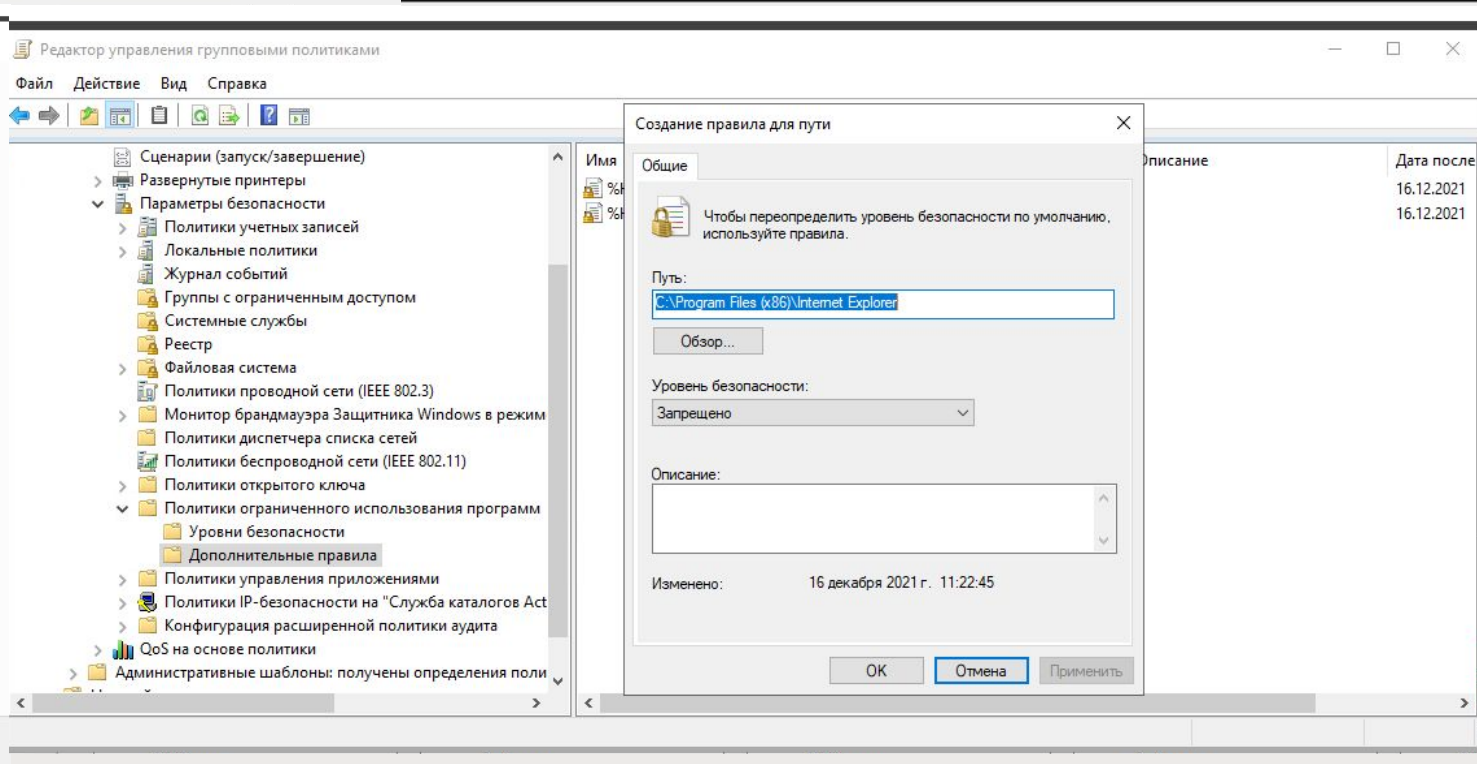 Редактор управления групповыми политиками
Файл Действие Вид Справка
Сценарии (запуск/завершение)
Развернутые принтеры
Параметры безопасности
Политики учетных записей
Локальные политики
Журнал событий
Группы с ограниченным доступом
Системные службы
Реестр
Файловая система
Политики проводной сети (IEEE 802.3)
Монитор брандмауэра Защитника Windows в режим
Политики диспетчера списка сетей
Политики беспроводной сети (IEEE 802.11)
Политики открытого ключа
Политики ограниченного использования программ
Уровни безопасности
Дополнительные правила
Политики управления приложениями
Политики IP-безопасности на "Служба каталогов Act
Конфигурация расширенной политики аудита
QoS на основе политики
Административные шаблоны: получены определения поли
Имя
Описание
Дата после
16.12.2021
16.12.2021
Создание правила для пути
Общие
Чтобы переопределить уровень безопасности по умолчанию,
используйте правила.
Путь:
C:\Program Files (x86)\Internet Explorer
Обзор...
Уровень безопасности:
Запрещено
Описание:
Изменено: 16 декабря 2021 г. 11:22:45
OK Отмена Применить